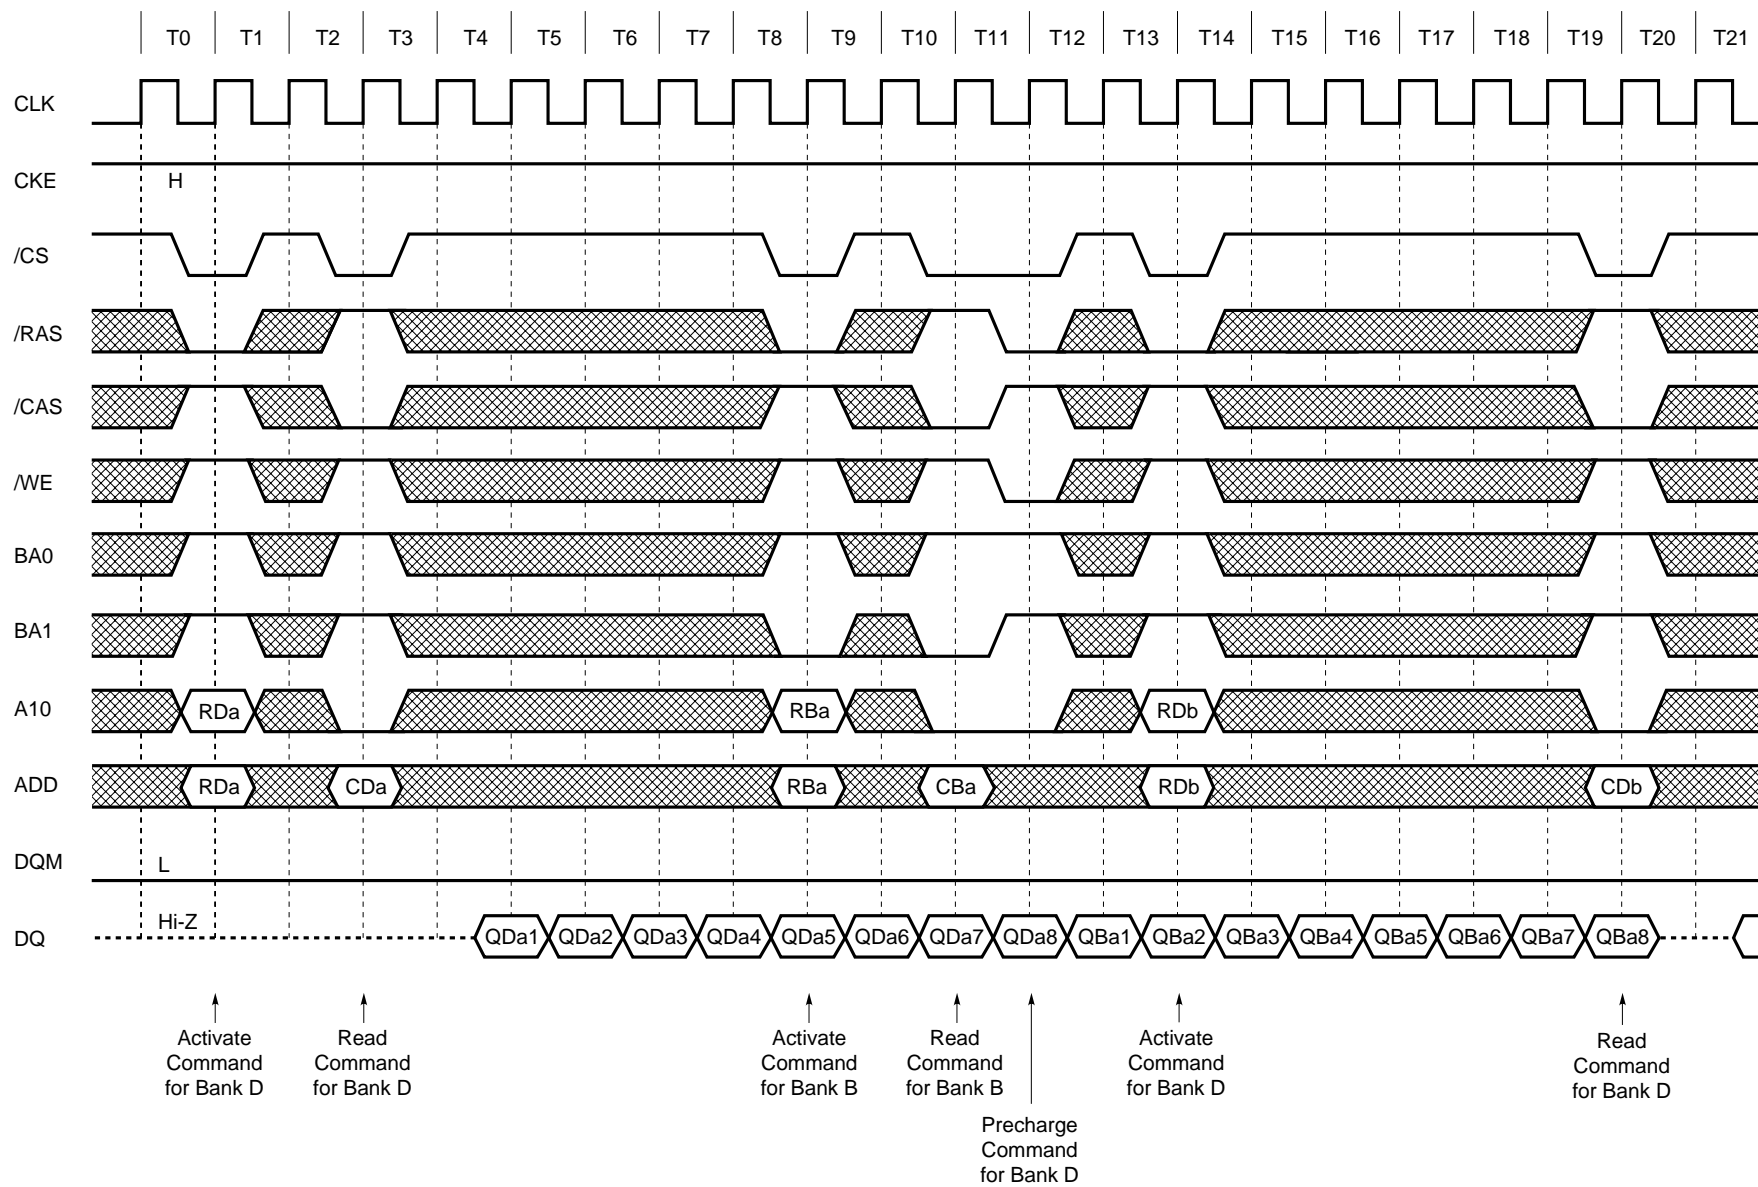 T0 T1 T2 T3 T4 T5 T6 T7 T8 T9 T10 T11 T12 T13 T14 T15 T16 T17 T18 T19 T20 T21
CLK
CKE H
/CS
/RAS
/CAS
/WE
BA0
BA1
A10 RDa RBa RDb
ADD RDa CDa RBa CBa RDb CDb
DQM L
DQ Hi-Z QDa1 QDa2 QDa3 QDa4 QDa5 QDa6 QDa7 QDa8 QBa1 QBa2 QBa3 QBa4 QBa5 QBa6 QBa7 QBa8
Activate
Command
for Bank D
Read
Command
for Bank D
Activate
Command
for Bank B
Read
Command
for Bank B
Precharge
Command
for Bank D
Activate
Command
for Bank D
Read
Command
for Bank D